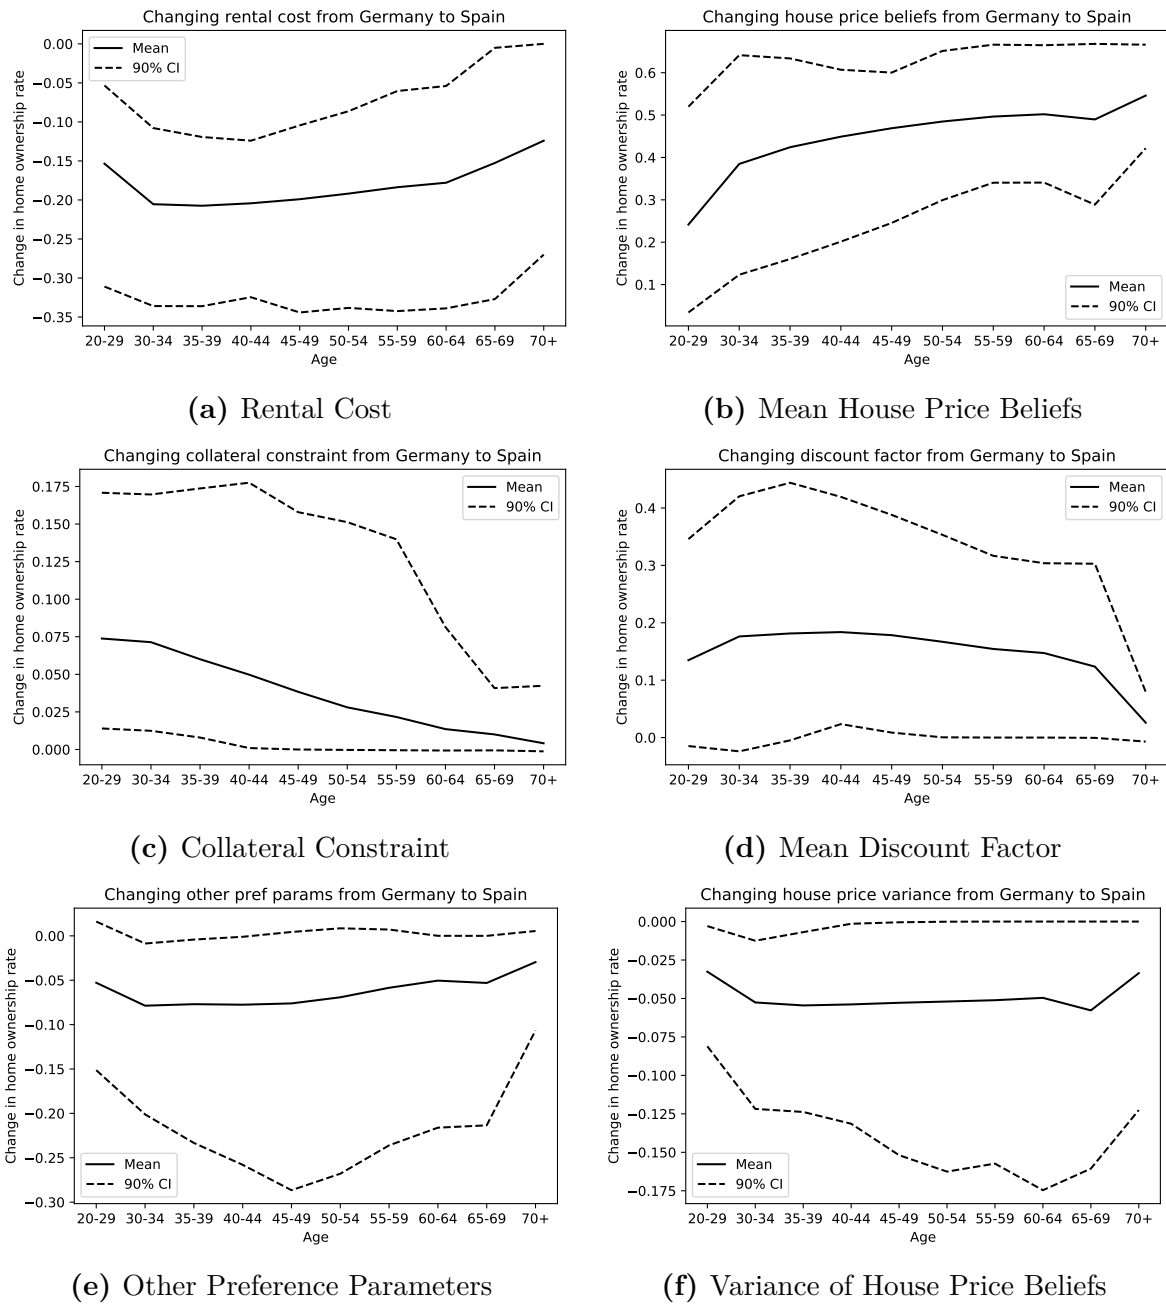 Changing rental cost from Germany to Spain
Change in home ownership rate
0.00
−0.05
−0.10
−0.15
−0.20
−0.25
−0.30
−0.35
Mean
90% CI
20-29 30-34 35-39 40-44 45-49 50-54 55-59 60-64 65-69 70+
Age
(a) Rental Cost
Changing house price beliefs from Germany to Spain
Change in home ownership rate
0.6
0.5
0.4
0.3
0.2
0.1
Mean
90% CI
20-29 30-34 35-39 40-44 45-49 50-54 55-59 60-64 65-69 70+
Age
(b) Mean House Price Beliefs
Changing collateral constraint from Germany to Spain
Change in home ownership rate
0.175
0.150
0.125
0.100
0.075
0.050
0.025
0.000
Mean
90% CI
20-29 30-34 35-39 40-44 45-49 50-54 55-59 60-64 65-69 70+
Age
(c) Collateral Constraint
Changing discount factor from Germany to Spain
Change in home ownership rate
0.4
0.3
0.2
0.1
0.0
Mean
90% CI
20-29 30-34 35-39 40-44 45-49 50-54 55-59 60-64 65-69 70+
Age
(d) Mean Discount Factor
Changing other pref params from Germany to Spain
Change in home ownership rate
0.00
−0.05
−0.10
−0.15
−0.20
−0.25
−0.30
Mean
90% CI
20-29 30-34 35-39 40-44 45-49 50-54 55-59 60-64 65-69 70+
Age
(e) Other Preference Parameters
Changing house price variance from Germany to Spain
Change in home ownership rate
0.000
−0.025
−0.050
−0.075
−0.100
−0.125
−0.150
−0.175
Mean
90% CI
20-29 30-34 35-39 40-44 45-49 50-54 55-59 60-64 65-69 70+
Age
(f) Variance of House Price Beliefs